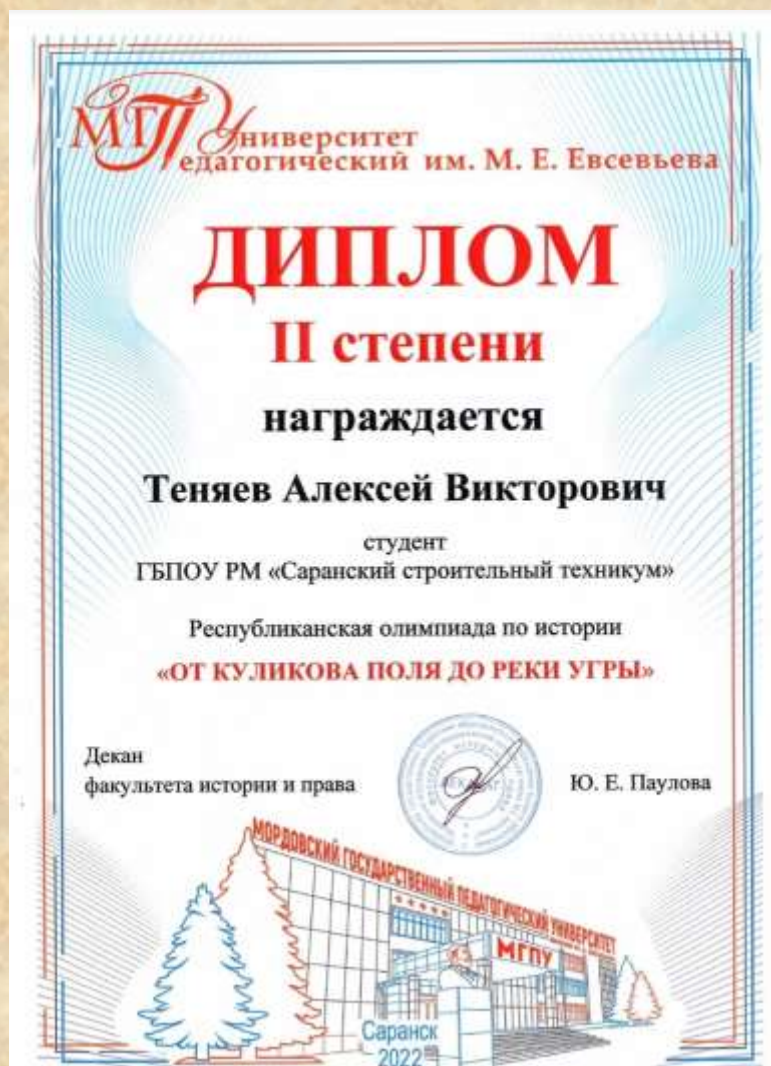 МГПУниверситет
Педагогический им. М. Е. Евсевьева
ДИПЛОМ
II степени
награждается
Теняев Алексей Викторович
студент
ГБПОУ РМ «Саранский строительный техникум»
Республиканская олимпиада по истории
«ОТ КУЛИКОВА ПОЛЯ ДО РЕКИ УГРЫ»
Декан
факультета истории и права
Ю. Е. Паулова
МОРДОВСКИЙ ГОСУДАРСТВЕННЫЙ ПЕДАГОГИЧЕСКИЙ УНИВЕРСИТЕТ
МГПУ
Саранск
2022